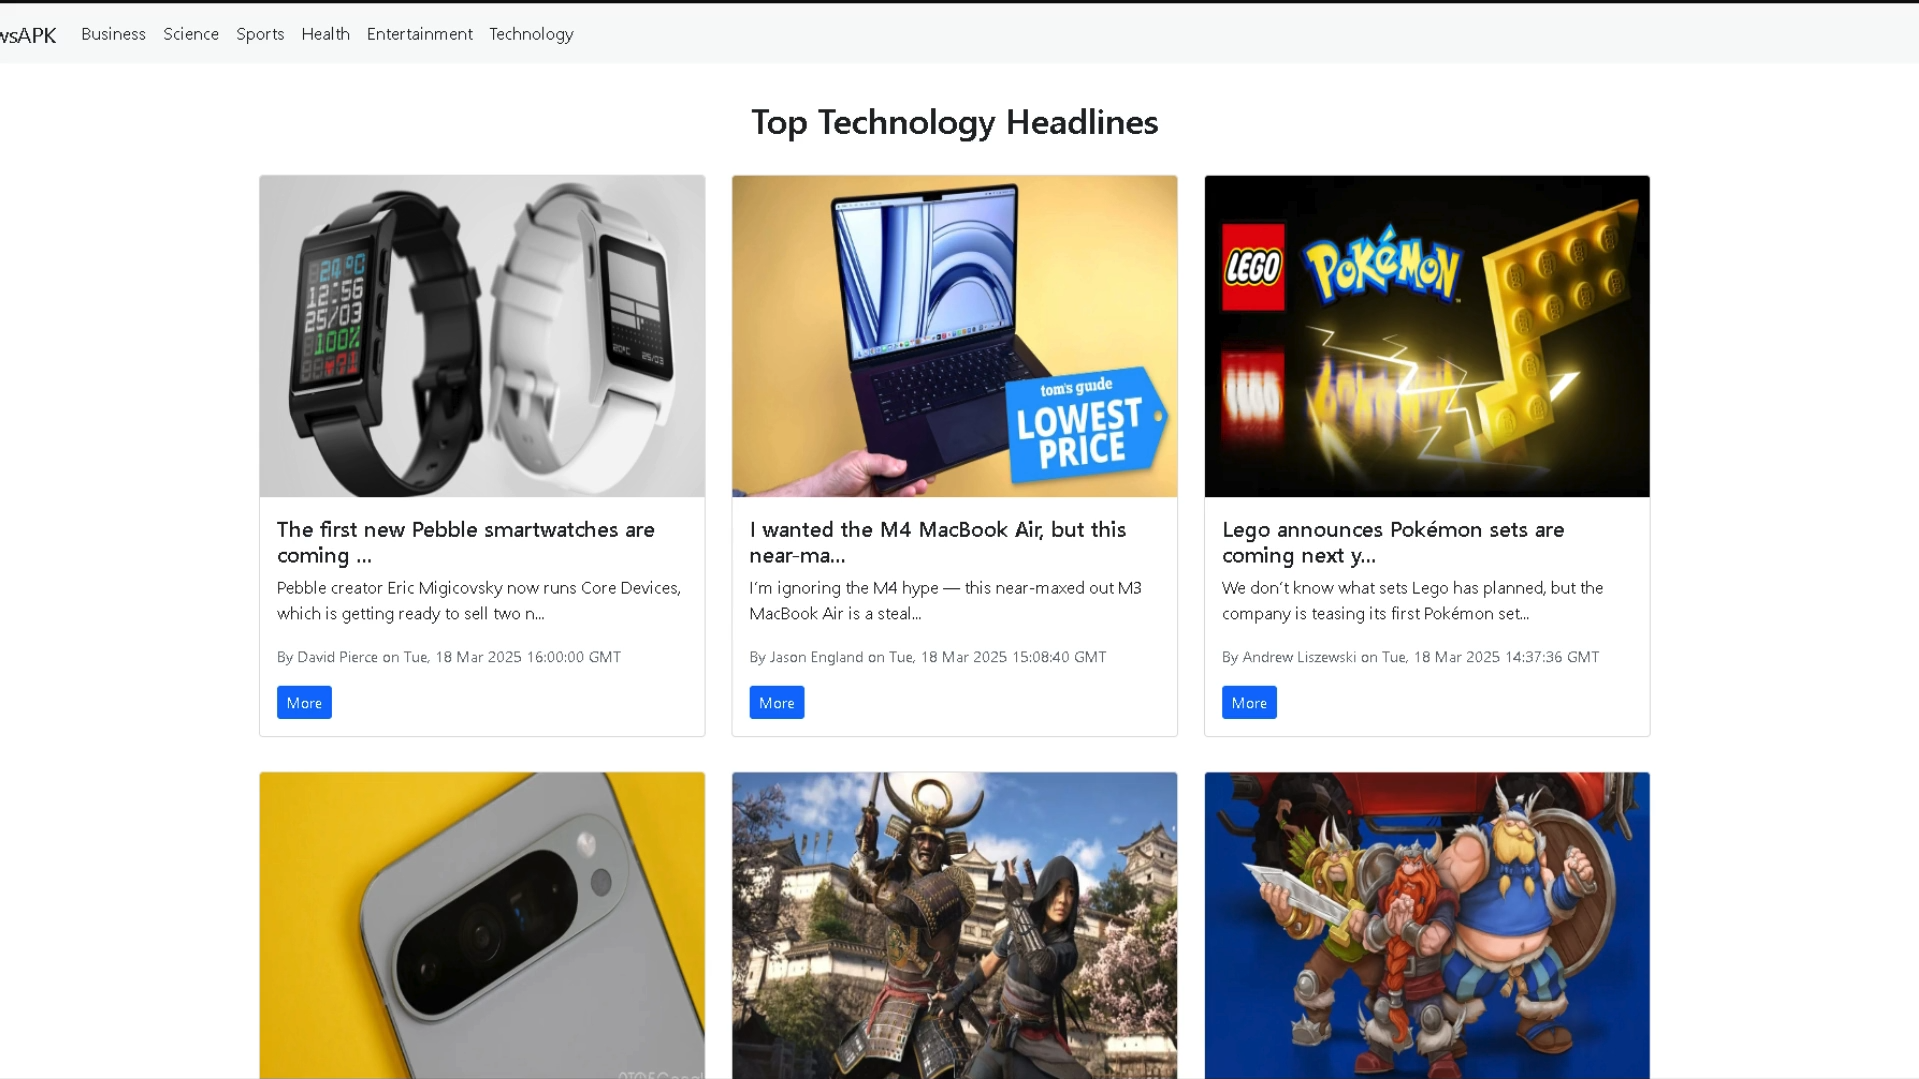 wsAPK Business Science Sports Health Entertainment Technology
Top Technology Headlines
24°C
12:56
25/03
100%
20°C 25/03
tom's guide
LOWEST
PRICE
LEGO POKéMON
The first new Pebble smartwatches are
coming ...
Pebble creator Eric Migicovsky now runs Core Devices,
which is getting ready to sell two n...
By David Pierce on Tue, 18 Mar 2025 16:00:00 GMT
More
I wanted the M4 MacBook Air, but this
near-ma...
I'm ignoring the M4 hype — this near-maxed out M3
MacBook Air is a steal...
By Jason England on Tue, 18 Mar 2025 15:08:40 GMT
More
Lego announces Pokémon sets are
coming next y...
We don't know what sets Lego has planned, but the
company is teasing its first Pokémon set...
By Andrew Liszewski on Tue, 18 Mar 2025 14:37:36 GMT
More